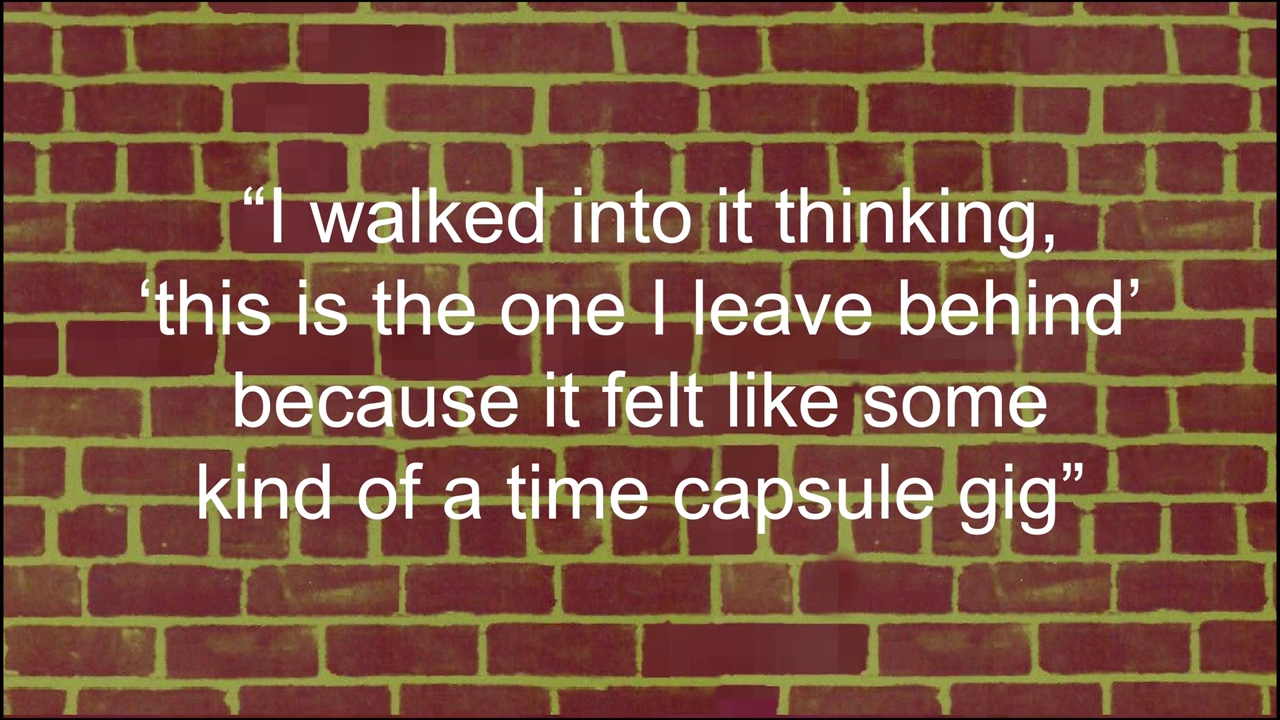 “I walked into it thinking,
‘this is the one I leave behind’
because it felt like some
kind of a time capsule gig”